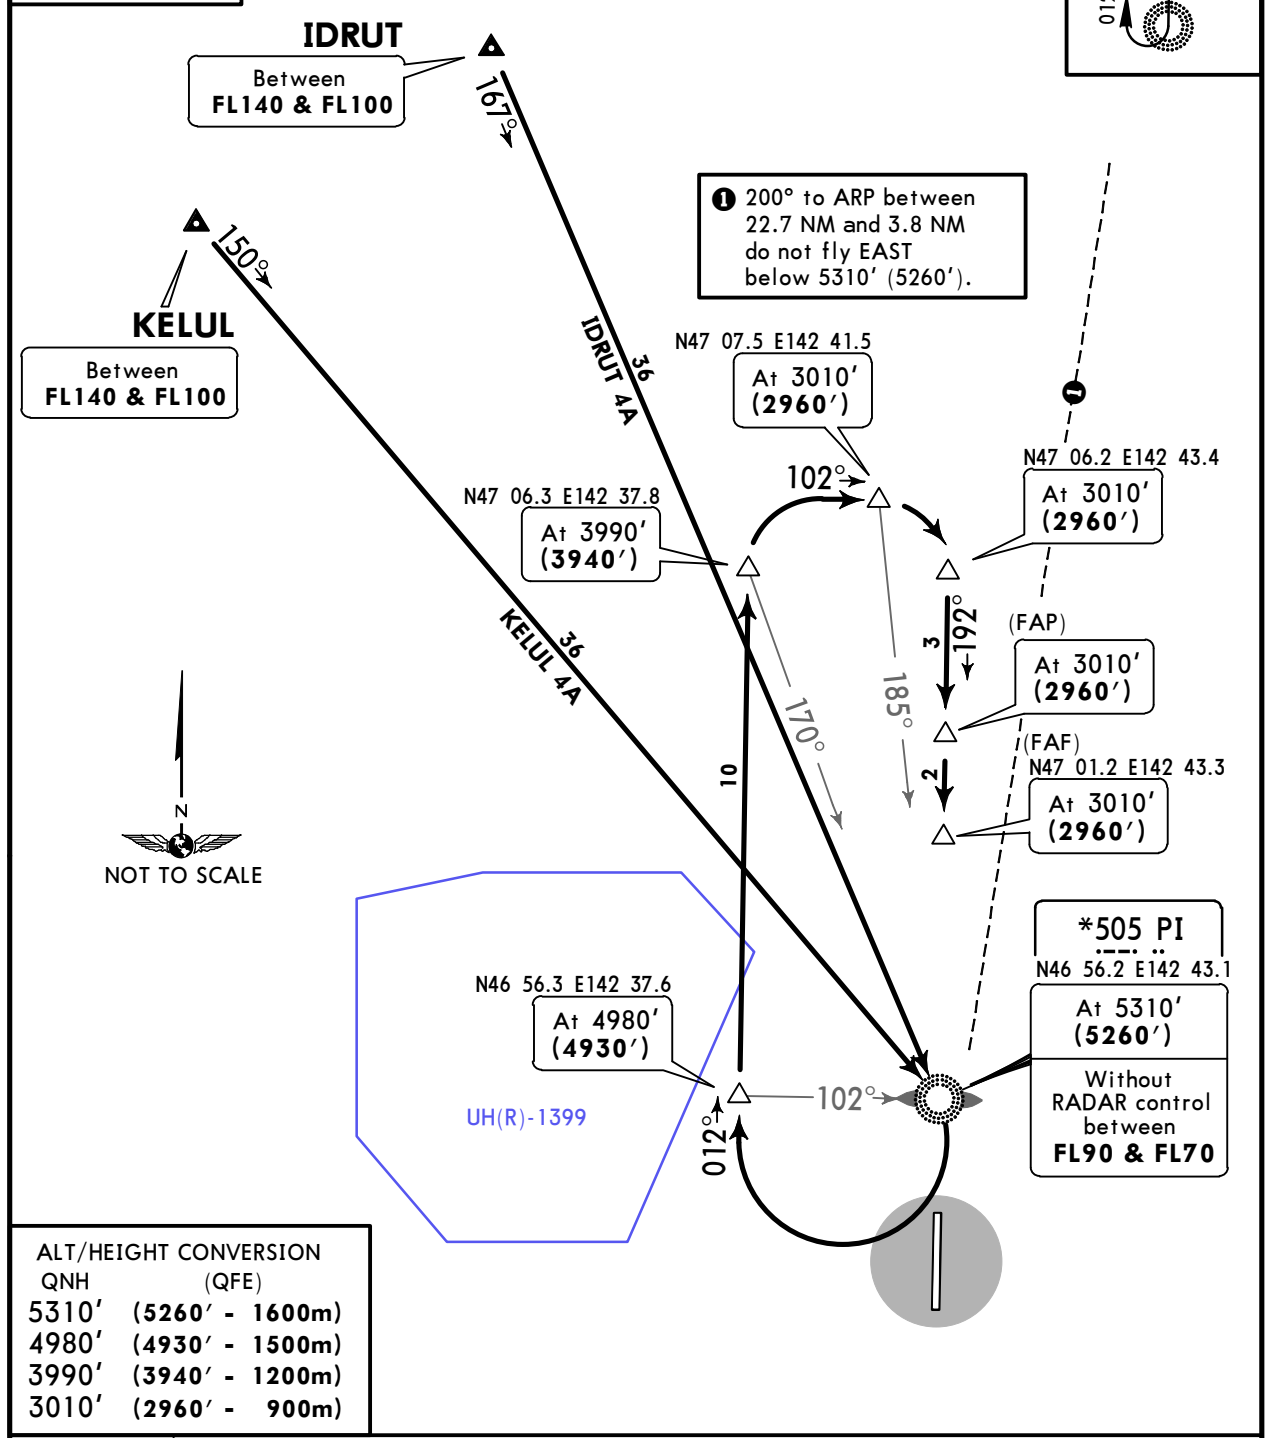 012
IDRUT
Between
FL140 & FL100
167°
❶ 200° to ARP between
22.7 NM and 3.8 NM
do not fly EAST
below 5310' (5260').
150°
KELUL
Between
FL140 & FL100
IDRUT 4A
36
N47 07.5 E142 41.5
At 3010'
(2960')
1
102°
N47 06.3 E142 37.8
At 3990'
(3940')
N47 06.2 E142 43.4
At 3010'
(2960')
KELUL 4A
36
3
192°
(FAP)
At 3010'
(2960')
170°
185°
10
2
(FAF)
N47 01.2 E142 43.3
At 3010'
(2960')
N
NOT TO SCALE
*505 PI
N46 56.2 E142 43.1
At 5310'
(5260')
Without
RADAR control
between
FL90 & FL70
N46 56.3 E142 37.6
At 4980'
(4930')
102°
012°
UH(R)-1399
ALT/HEIGHT CONVERSION
QNH (QFE)
5310' (5260' - 1600m)
4980' (4930' - 1500m)
3990' (3940' - 1200m)
3010' (2960' - 900m)